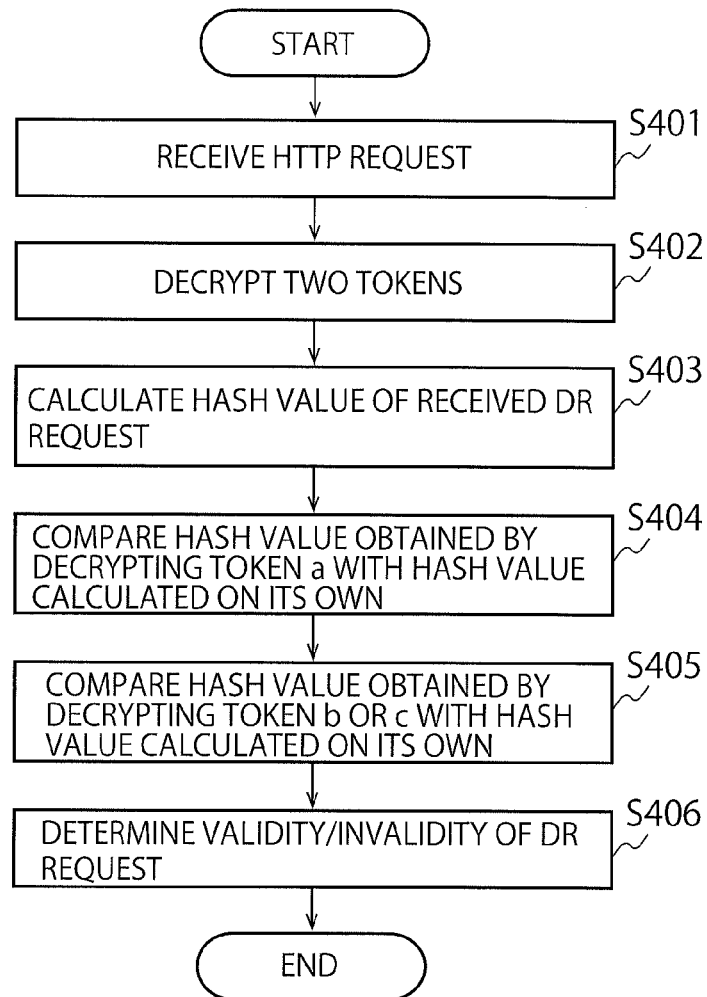 START
S401
RECEIVE HTTP REQUEST
S402
DECRYPT TWO TOKENS
S403
CALCULATE HASH VALUE OF RECEIVED DR
REQUEST
S404
COMPARE HASH VALUE OBTAINED BY
DECRYPTING TOKEN a WITH HASH VALUE
CALCULATED ON ITS OWN
S405
COMPARE HASH VALUE OBTAINED BY
DECRYPTING TOKEN b OR c WITH HASH
VALUE CALCULATED ON ITS OWN
S406
DETERMINE VALIDITY/INVALIDITY OF DR
REQUEST
END